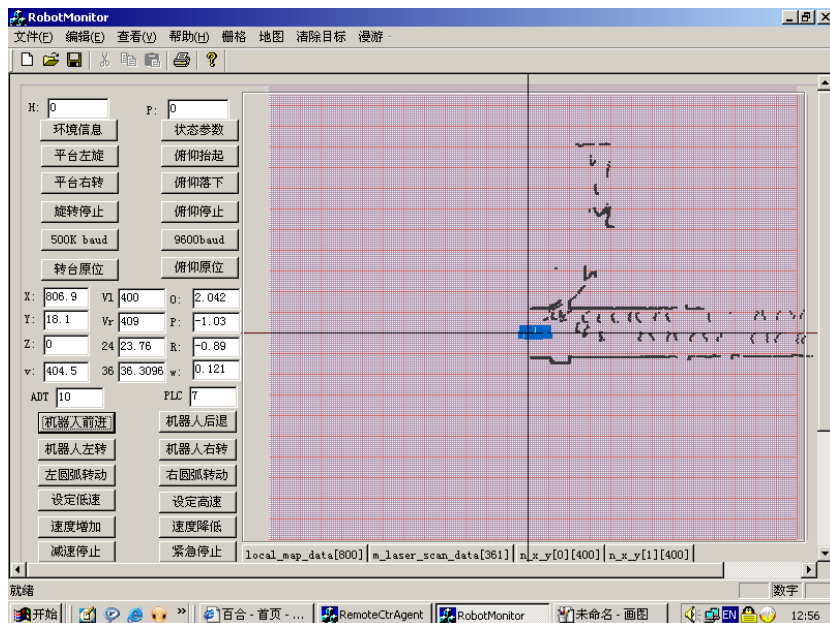 RobotMonitor
文件(F) 编辑(E) 查看(V) 帮助(H) 栅格 地图 清除目标 漫游
H: 0 P: 0
环境信息 状态参数
平台左旋 俯仰抬起
平台右转 俯仰落下
旋转停止 俯仰停止
500K baud 9600baud
转台原位 俯仰原位
X: 806.9 Vl 400 O: 2.042
Y: 18.1 Vr 409 P: -1.03
Z: 0 24 23.76 R: -0.89
v: 404.5 36 36.3096 w: 0.121
ADT 10 PLC 7
机器人前进 机器人后退
机器人左转 机器人右转
左圆弧转动 右圆弧转动
设定低速 设定高速
速度增加 速度降低
减速停止 紧急停止
local_map_data[800] m_laser_scan_data[361] n_x_y[0][400] n_x_y[1][400]
就绪 数字
开始 » 百合 - 首页 - ... RemoteCtrAgent RobotMonitor 未命名 - 画图 EN 12:56